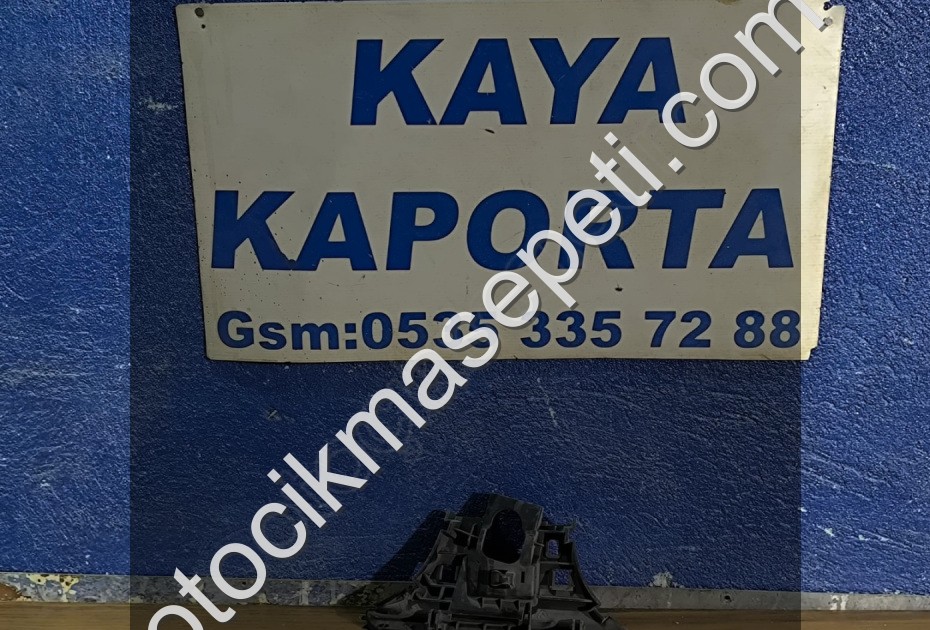 KAYA
KAPORTA
Gsm:0535 335 72 88
otocikmasepeti.com